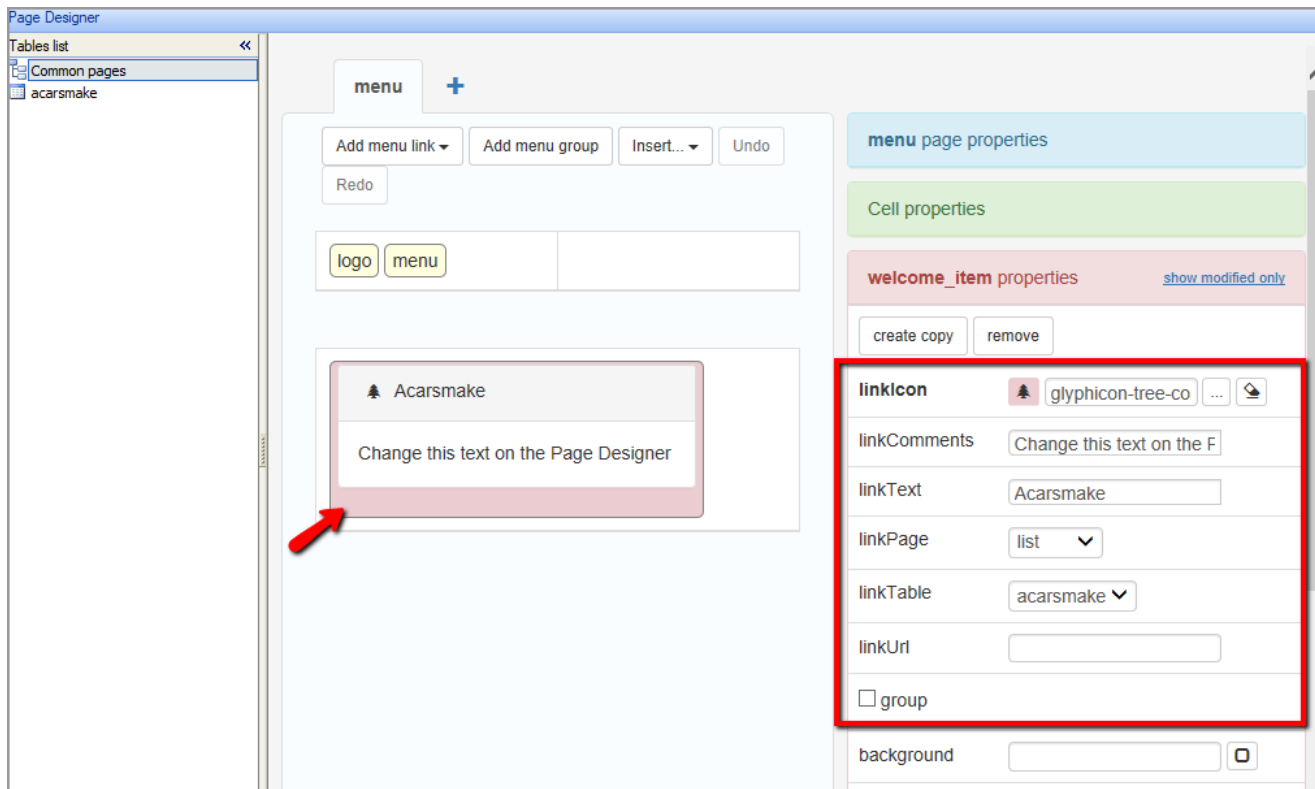 Page Designer
Tables list «
Common pages
acarsmake
menu +
Add menu link Add menu group Insert... Undo
Redo
logo menu
Acarsmake
Change this text on the Page Designer
menu page properties
Cell properties
welcome_item properties show modified only
create copy remove
linkIcon glyphicon-tree-co ...
linkComments Change this text on the F
linkText Acarsmake
linkPage list
linkTable acarsmake
linkUrl
group
background